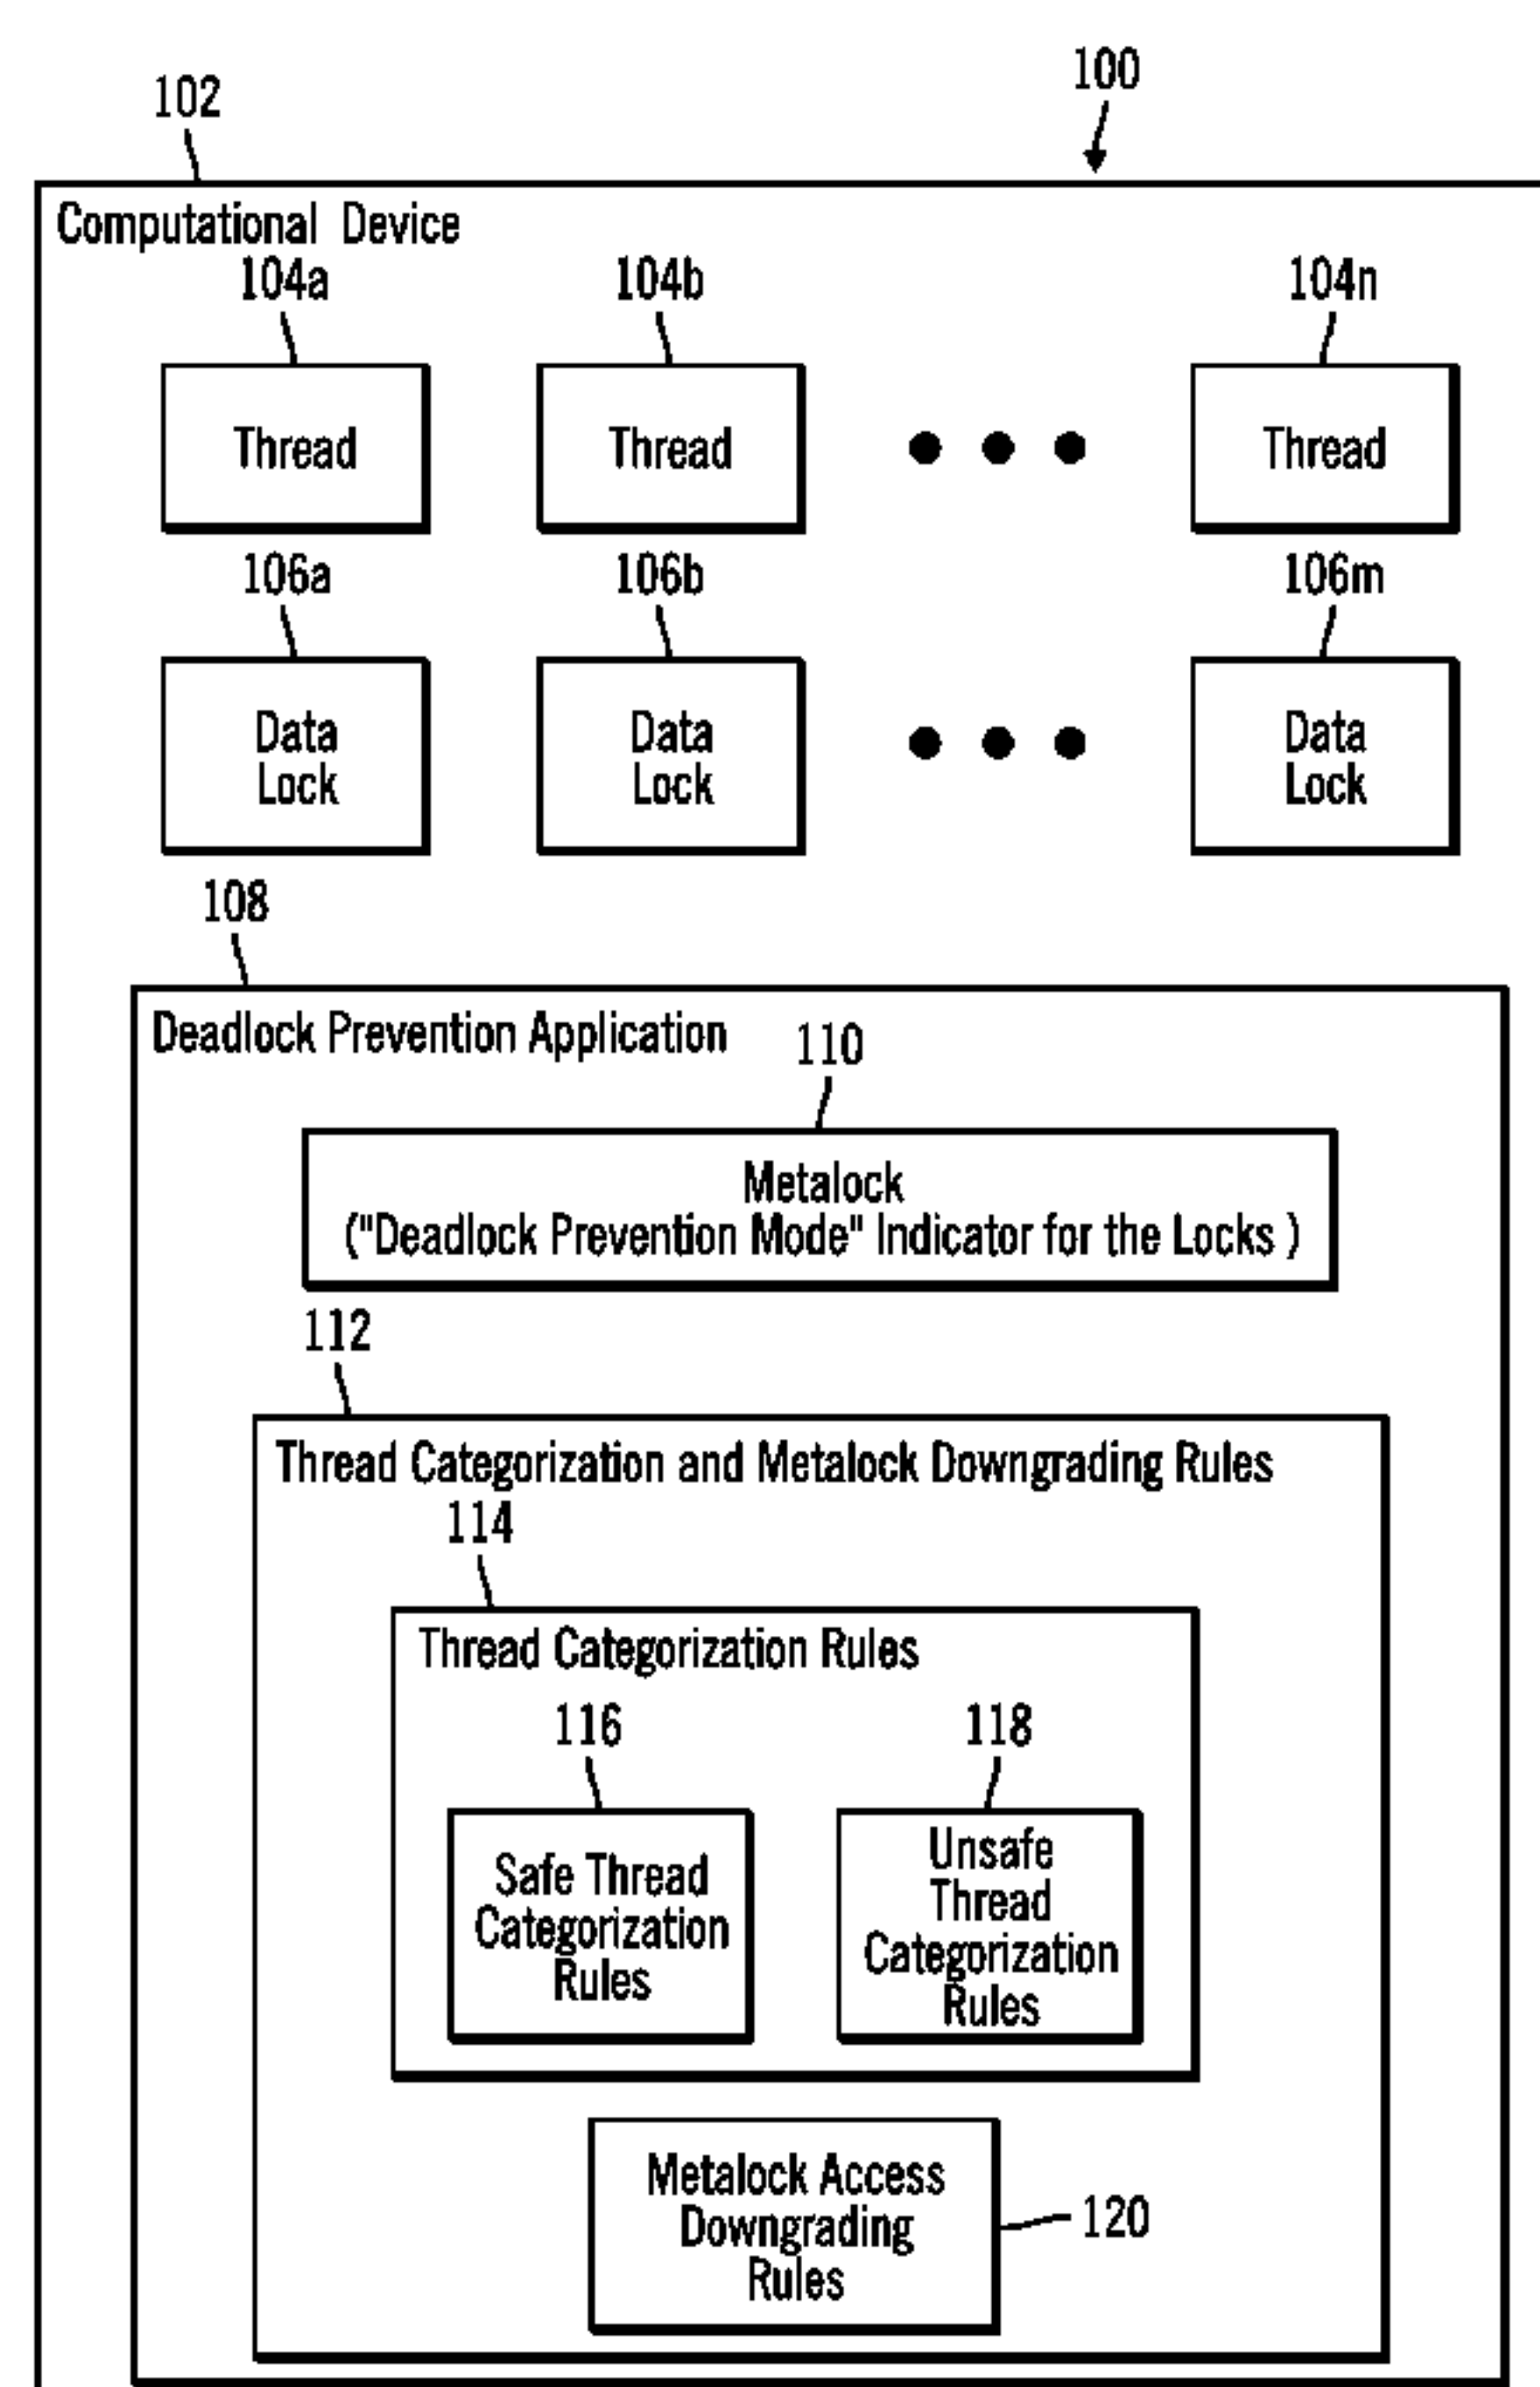 100
102
Computational Device
104a
104b
104n
Thread
Thread
Thread
106a
106b
106m
Data
Lock
Data
Lock
Data
Lock
108
Deadlock Prevention Application
110
Metalock
("Deadlock Prevention Mode" Indicator for the Locks )
112
Thread Categorization and Metalock Downgrading Rules
114
Thread Categorization Rules
116
118
Safe Thread
Categorization
Rules
Unsafe
Thread
Categorization
Rules
Metalock Access
Downgrading
Rules
120